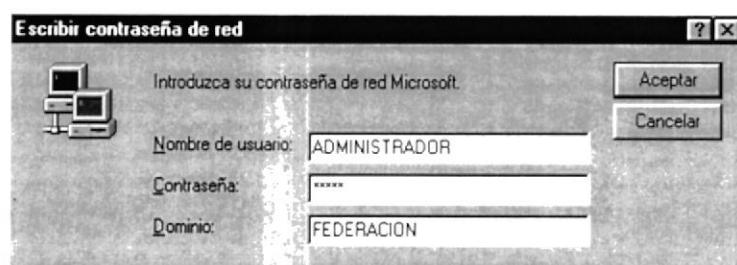 Escribir contraseña de red
Introduzca su contraseña de red Microsoft.
Aceptar
Cancelar
Nombre de usuario: ADMINISTRADOR
Contraseña: *****
Dominio: FEDERACION